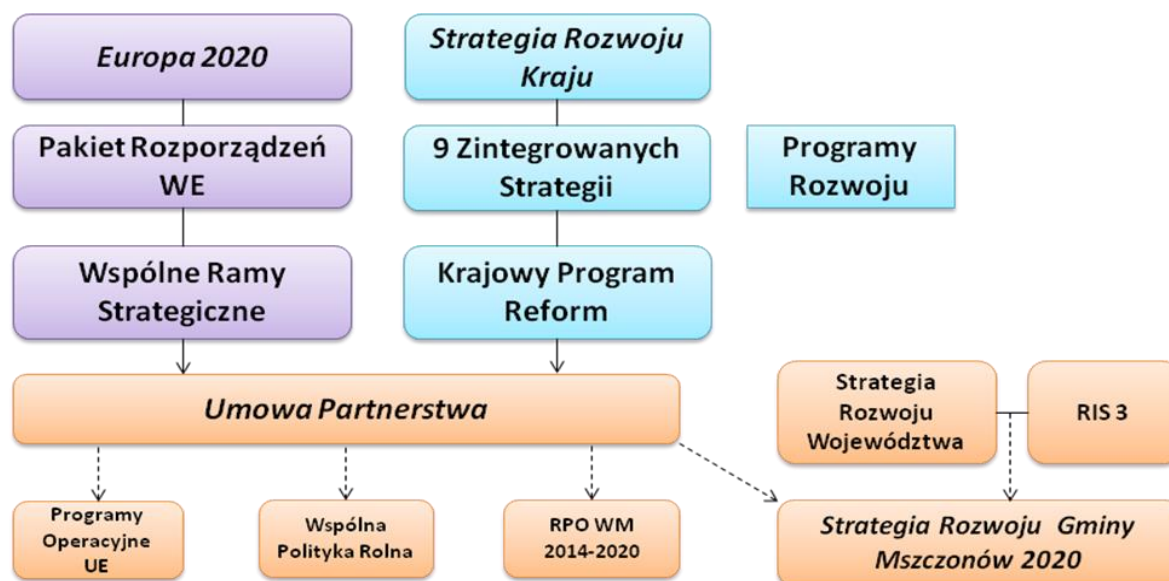 Europa 2020
Strategia Rozwoju
Kraju
Pakiet Rozporządzeń
WE
9 Zintegrowanych
Strategii
Programy
Rozwoju
Wspólne Ramy
Strategiczne
Krajowy Program
Reform
Umowa Partnerstwa
Strategia
Rozwoju
Województwa
RIS 3
Programy
Operacyjne
UE
Wspólna
Polityka Rolna
RPO WM
2014-2020
Strategia Rozwoju Gminy
Mszczonów 2020